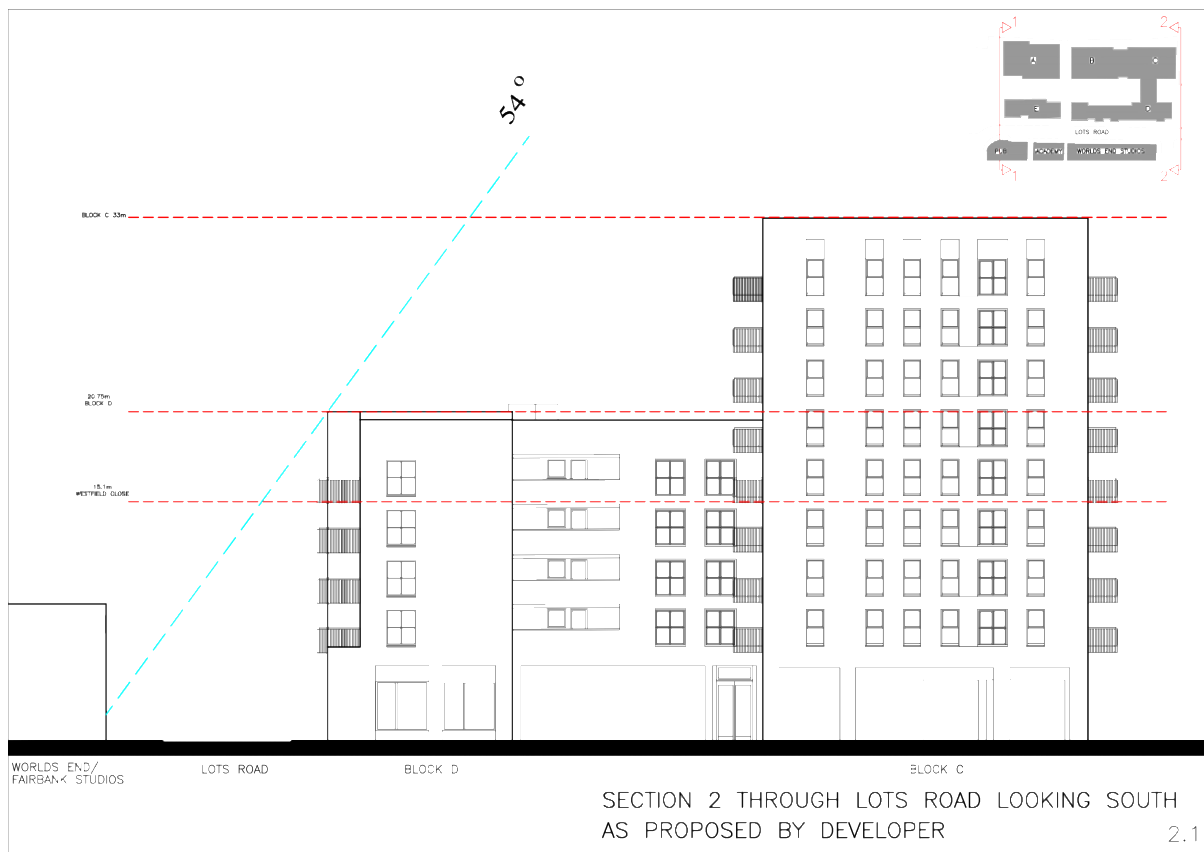 1
2
A
B
C
E
D
LOTS ROAD
PUB
ACADEMY
WORLDS END STUDIOS
1
2
54°
BLOCK C 33m
20.75m
BLOCK D
15.1m
WESTFIELD CLOSE
WORLDS END/
FAIRBANK STUDIOS
LOTS ROAD
BLOCK D
BLOCK C
SECTION 2 THROUGH LOTS ROAD LOOKING SOUTH
AS PROPOSED BY DEVELOPER
2.1